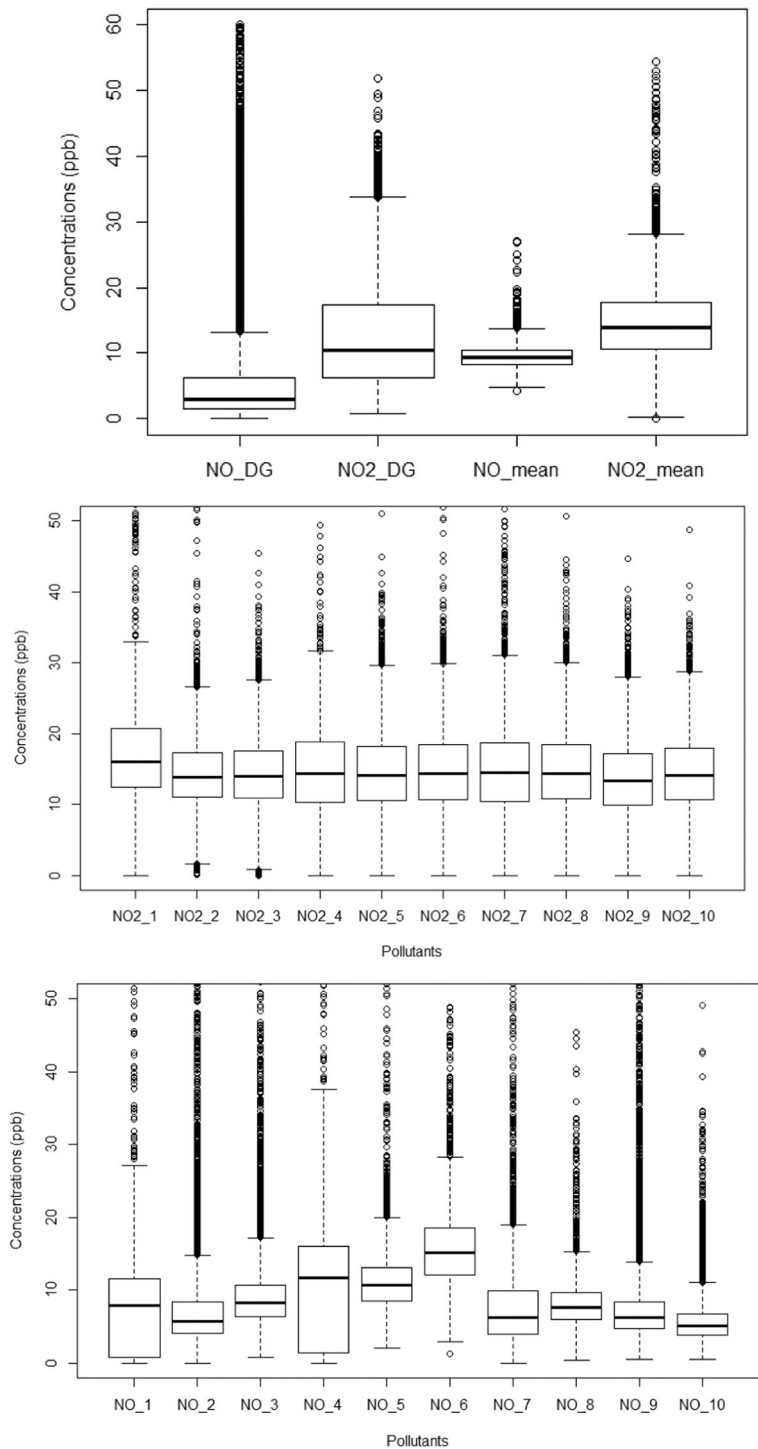 60
50
40
30
20
10
0
Concentrations (ppb)
NO_DG NO2_DG NO_mean NO2_mean
50
40
30
20
10
0
Concentrations (ppb)
NO2_1 NO2_2 NO2_3 NO2_4 NO2_5 NO2_6 NO2_7 NO2_8 NO2_9 NO2_10
Pollutants
50
40
30
20
10
0
Concentrations (ppb)
NO_1 NO_2 NO_3 NO_4 NO_5 NO_6 NO_7 NO_8 NO_9 NO_10
Pollutants